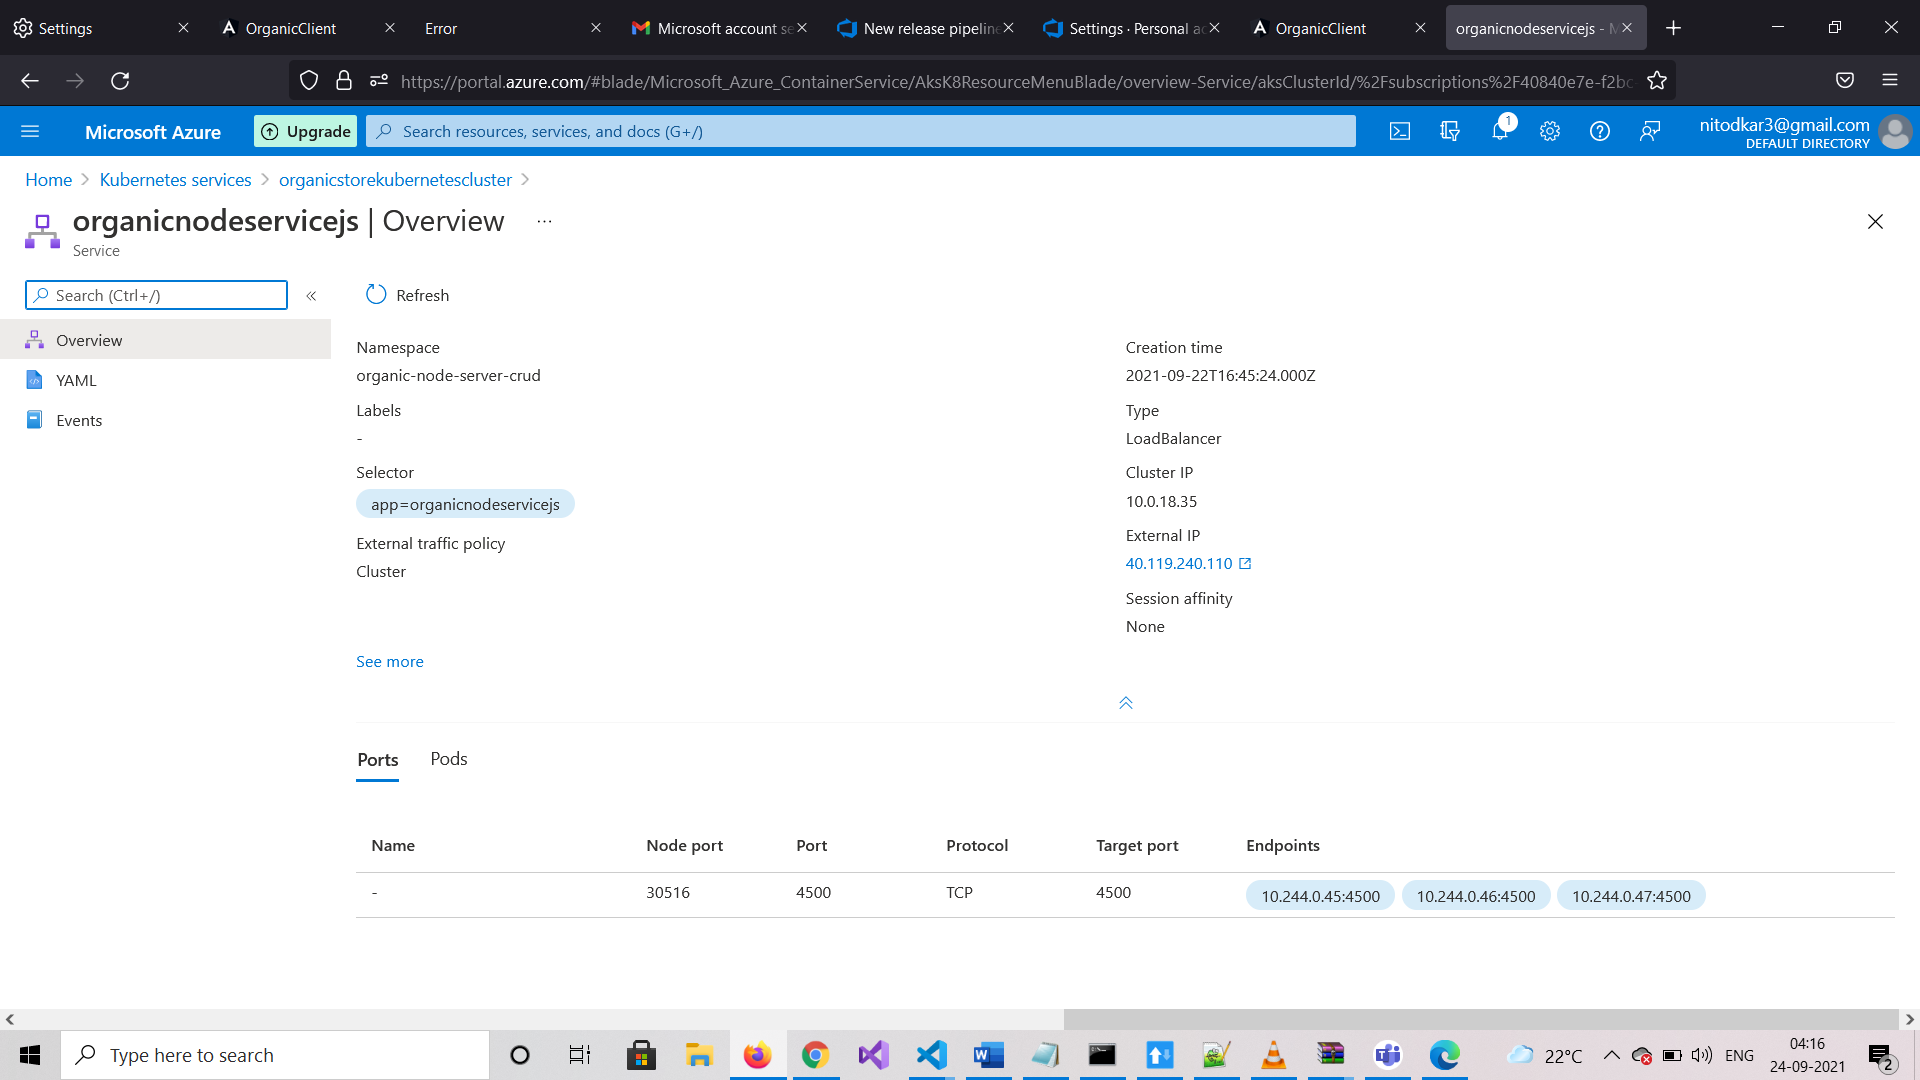 Settings
OrganicClient
Error
Microsoft account se
New release pipeline
Settings · Personal ac
OrganicClient
organicnodeservicejs - M
https://portal.azure.com/#blade/Microsoft_Azure_ContainerService/AksK8ResourceMenuBlade/overview-Service/aksClusterId/%2Fsubscriptions%2F40840e7e-f2bc
Microsoft Azure
Upgrade
Search resources, services, and docs (G+/)
1
nitodkar3@gmail.com
DEFAULT DIRECTORY
Home > Kubernetes services > organicstorekubernetescluster >
organicnodeservicejs | Overview ...
Service
Search (Ctrl+/)
«
Refresh
Overview
YAML
Events
Namespace
organic-node-server-crud
Labels
-
Selector
app=organicnodeservicejs
External traffic policy
Cluster
See more
Creation time
2021-09-22T16:45:24.000Z
Type
LoadBalancer
Cluster IP
10.0.18.35
External IP
40.119.240.110
Session affinity
None
Ports Pods
Name Node port Port Protocol Target port Endpoints
- 30516 4500 TCP 4500 10.244.0.45:4500 10.244.0.46:4500 10.244.0.47:4500
Type here to search
22°C
ENG
04:16
24-09-2021
2